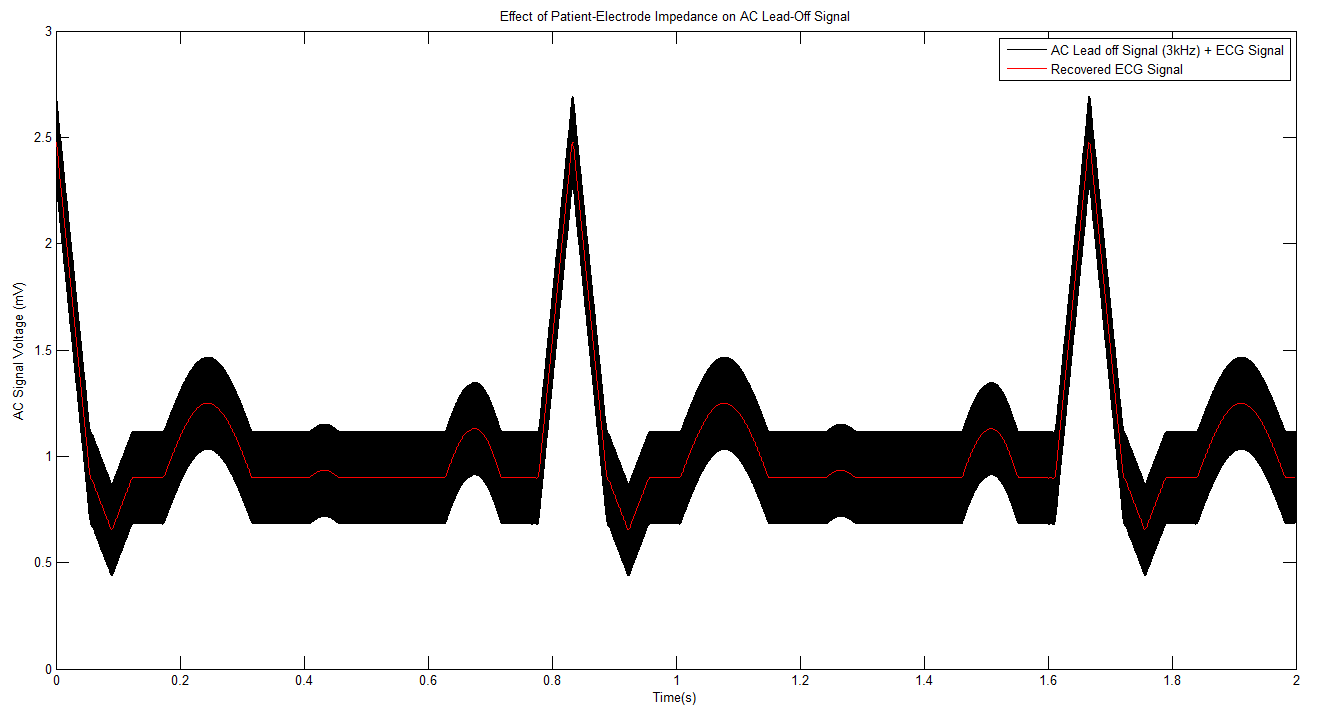 Effect of Patient-Electrode Impedance on AC Lead-Off Signal
AC Lead off Signal (3kHz) + ECG Signal
Recovered ECG Signal
AC Signal Voltage (mV)
3
2.5
2
1.5
1
0.5
0
0 0.2 0.4 0.6 0.8 1 1.2 1.4 1.6 1.8 2
Time(s)